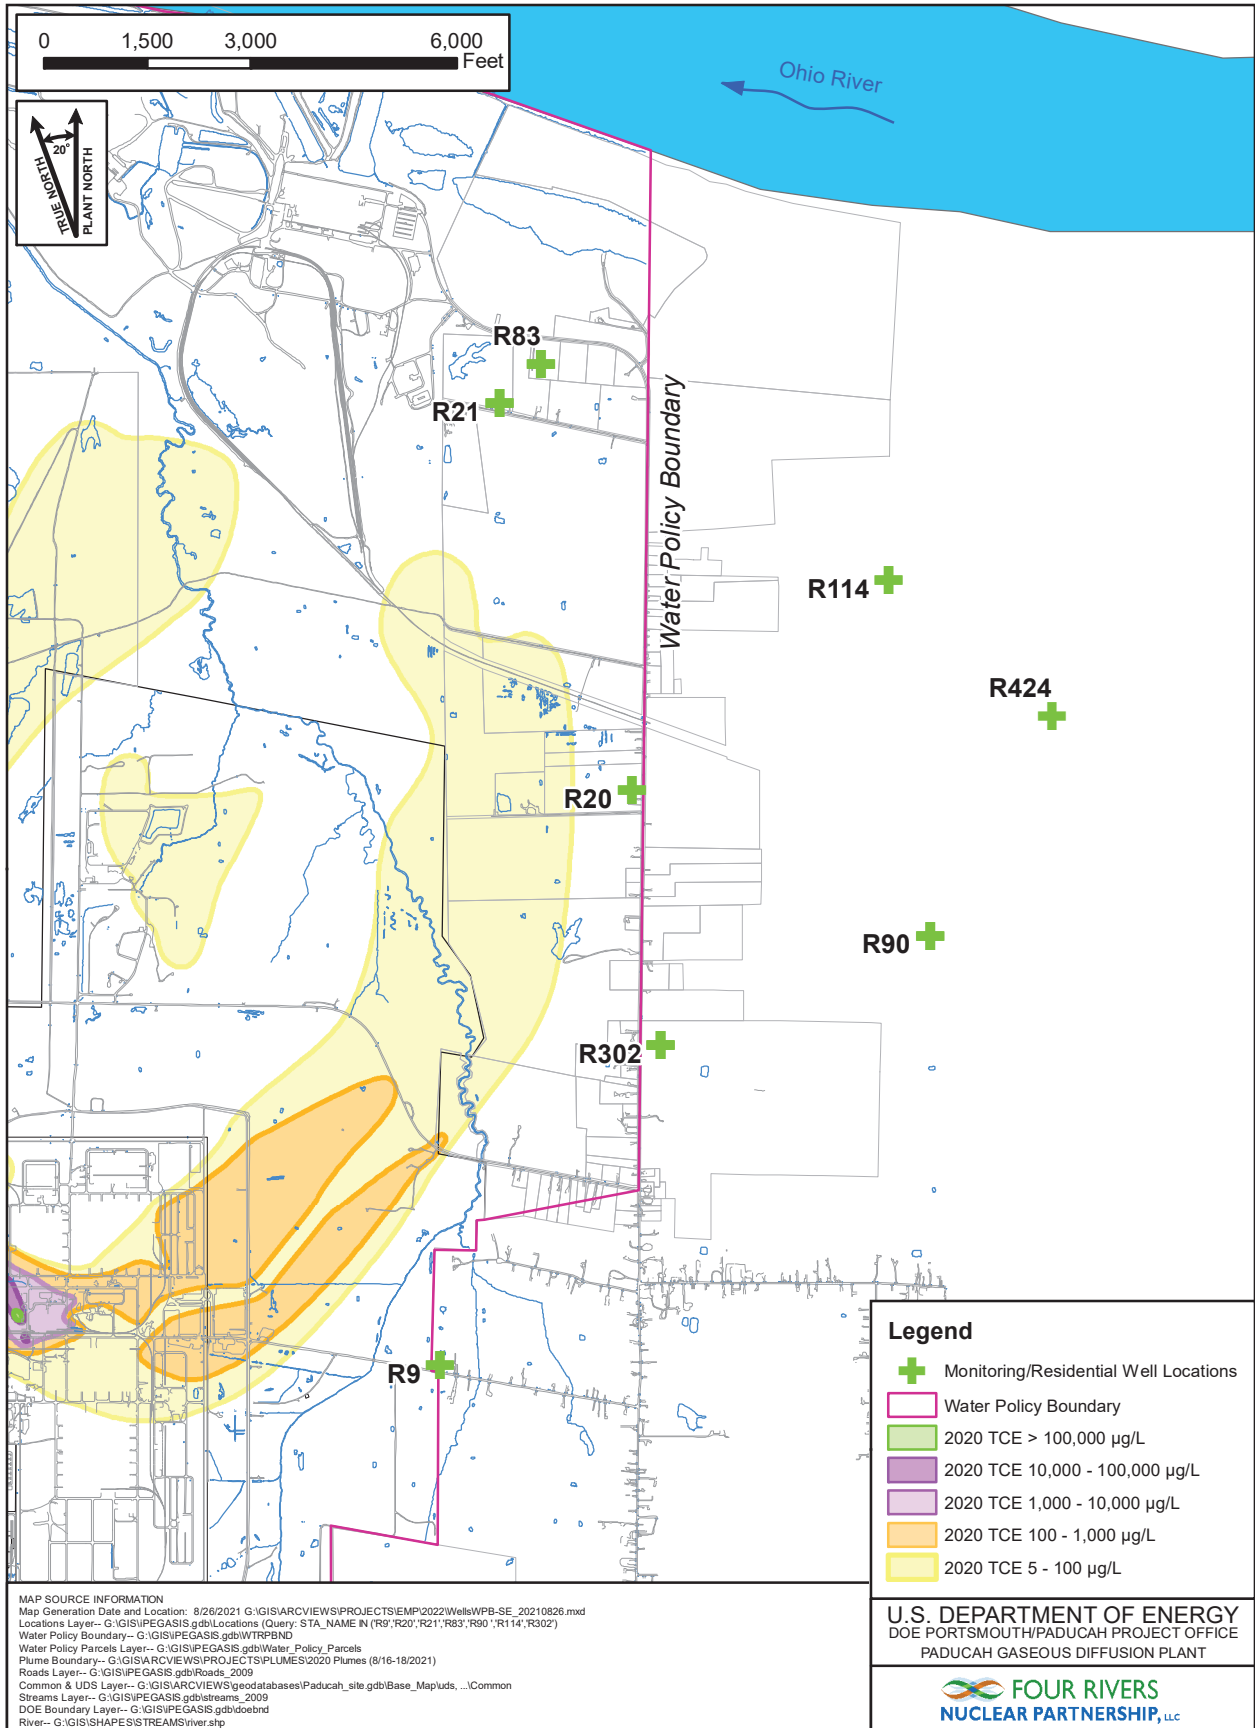 0 1,500 3,000 6,000
Feet
Ohio River
20°
TRUE NORTH
PLANT NORTH
R83
R21
Water Policy Boundary
R114
R424
R20
R90
R302
R9
Legend
Monitoring/Residential Well Locations
Water Policy Boundary
2020 TCE > 100,000 µg/L
2020 TCE 10,000 - 100,000 µg/L
2020 TCE 1,000 - 10,000 µg/L
2020 TCE 100 - 1,000 µg/L
2020 TCE 5 - 100 µg/L
MAP SOURCE INFORMATION
Map Generation Date and Location: 8/26/2021 G:\GIS\ARCVIEWS\PROJECTS\EMP\2022\WellsWPB-SE_20210826.mxd
Locations Layer-- G:\GIS\iPEGASIS.gdb\Locations (Query: STA_NAME IN ('R9','R20','R21','R83','R90','R114','R302')
Water Policy Boundary-- G:\GIS\iPEGASIS.gdb\WTRPBND
Water Policy Parcels Layer-- G:\GIS\iPEGASIS.gdb\Water_Policy_Parcels
Plume Boundary-- G:\GIS\ARCVIEWS\PROJECTS\PLUMES\2020 Plumes (8/16-18/2021)
Roads Layer-- G:\GIS\iPEGASIS.gdb\Roads_2009
Common & UDS Layer-- G:\GIS\ARCVIEWS\geodatabases\Paducah_site.gdb\Base_Map\uds, ...\Common
Streams Layer-- G:\GIS\iPEGASIS.gdb\streams_2009
DOE Boundary Layer-- G:\GIS\iPEGASIS.gdb\doebnd
River-- G:\GIS\SHAPES\STREAMS\river.shp
U.S. DEPARTMENT OF ENERGY
DOE PORTSMOUTH/PADUCAH PROJECT OFFICE
PADUCAH GASEOUS DIFFUSION PLANT
FOUR RIVERS
NUCLEAR PARTNERSHIP, LLC